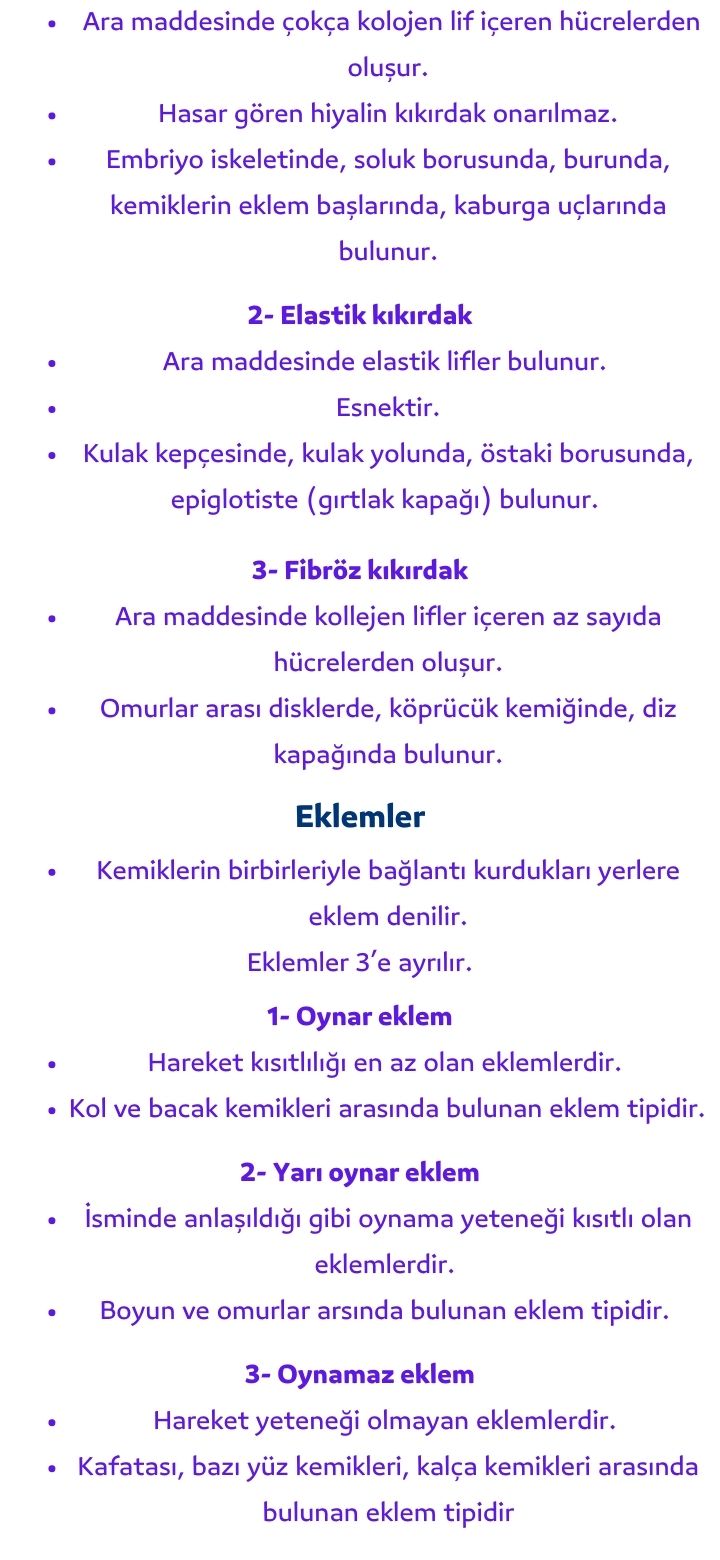 • Ara maddesinde çokça kolojen lif içeren hücrelerden
oluşur.
• Hasar gören hiyalin kıkırdak onarılmaz.
• Embriyo iskeletinde, soluk borusunda, burunda,
kemiklerin eklem başlarında, kaburga uçlarında
bulunur.
2- Elastik kıkırdak
• Ara maddesinde elastik lifler bulunur.
• Esnektir.
• Kulak kepçesinde, kulak yolunda, östaki borusunda,
epiglotiste (gırtlak kapağı) bulunur.
3- Fibröz kıkırdak
• Ara maddesinde kollejen lifler içeren az sayıda
hücrelerden oluşur.
• Omurlar arası disklerde, köprücük kemiğinde, diz
kapağında bulunur.
Eklemler
• Kemiklerin birbirleriyle bağlantı kurdukları yerlere
eklem denilir.
Eklemler 3’e ayrılır.
1- Oynar eklem
• Hareket kısıtlılığı en az olan eklemlerdir.
• Kol ve bacak kemikleri arasında bulunan eklem tipidir.
2- Yarı oynar eklem
• İsminde anlaşıldığı gibi oynama yeteneği kısıtlı olan
eklemlerdir.
• Boyun ve omurlar arsında bulunan eklem tipidir.
3- Oynamaz eklem
• Hareket yeteneği olmayan eklemlerdir.
• Kafatası, bazı yüz kemikleri, kalça kemikleri arasında
bulunan eklem tipidir